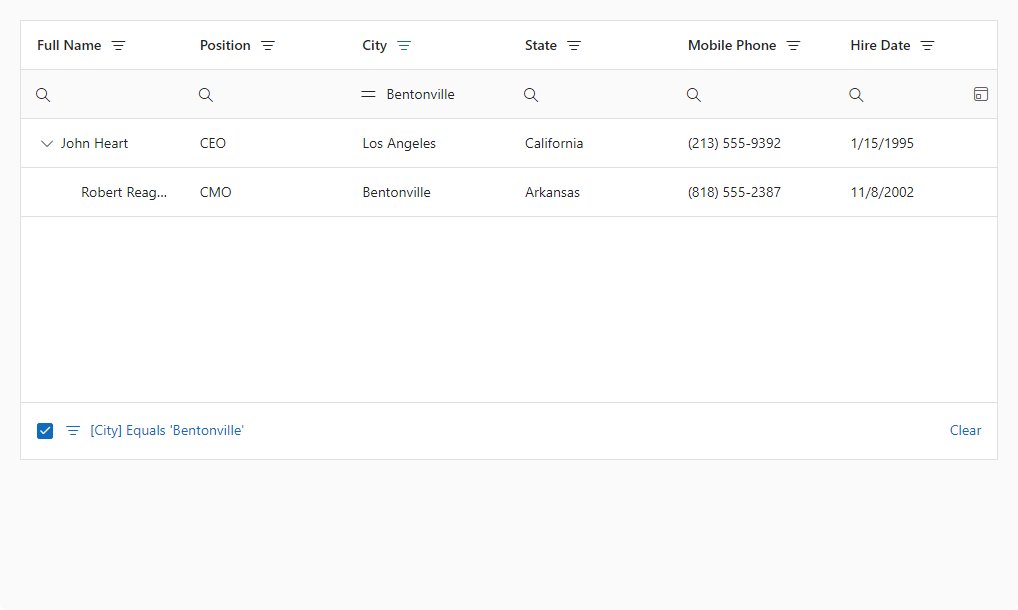 Full Name Position City State Mobile Phone Hire Date
Bentonville
John Heart CEO Los Angeles California (213) 555-9392 1/15/1995
Robert Reag... CMO Bentonville Arkansas (818) 555-2387 11/8/2002
[City] Equals 'Bentonville' Clear